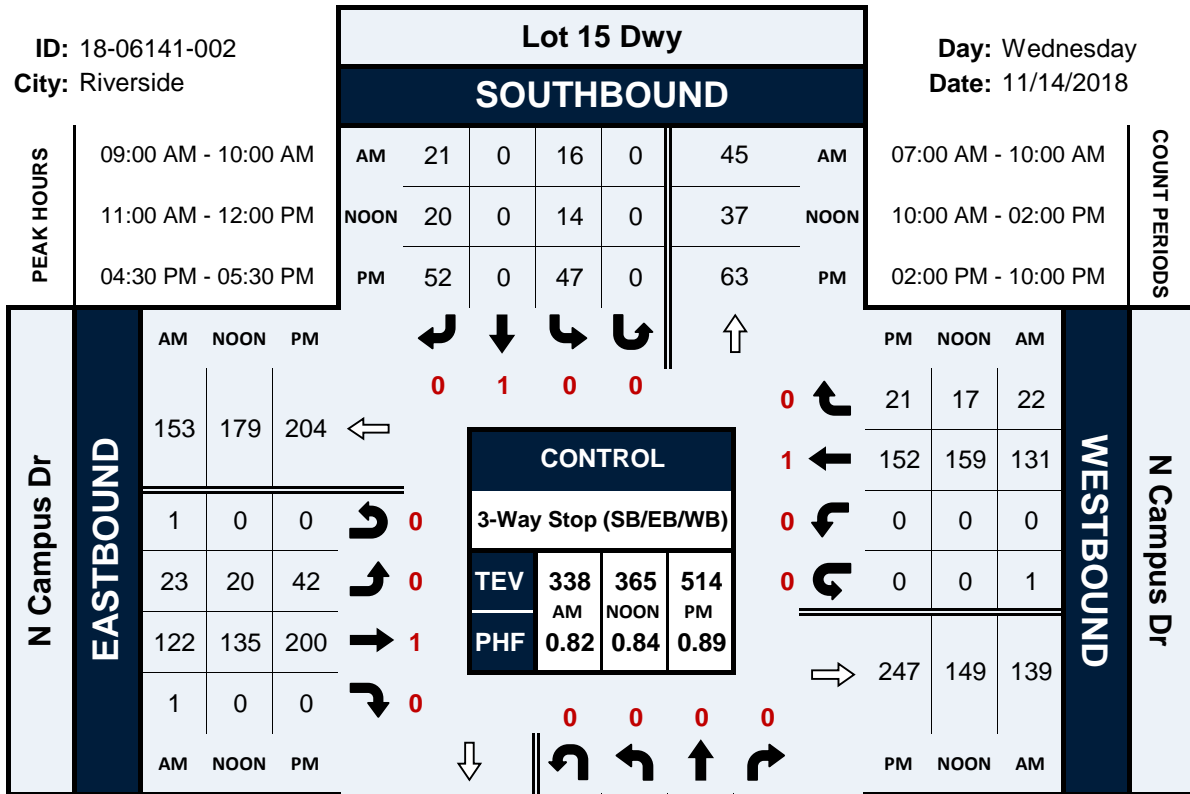 ID: 18-06141-002
City: Riverside
Lot 15 Dwy
SOUTHBOUND
Day: Wednesday
Date: 11/14/2018
PEAK HOURS
09:00 AM - 10:00 AM
11:00 AM - 12:00 PM
04:30 PM - 05:30 PM
AM 21 0 16 0 45 AM
NOON 20 0 14 0 37 NOON
PM 52 0 47 0 63 PM
07:00 AM - 10:00 AM
10:00 AM - 02:00 PM
02:00 PM - 10:00 PM
COUNT PERIODS
0 1 0 0
N Campus Dr
EASTBOUND
AM NOON PM
153 179 204
1 0 0 0
23 20 42 0
122 135 200 1
1 0 0 0
AM NOON PM
CONTROL
3-Way Stop (SB/EB/WB)
TEV 338 365 514
AM NOON PM
PHF 0.82 0.84 0.89
PM NOON AM
0 21 17 22
1 152 159 131
0 0 0 0
0 0 0 1
247 149 139
PM NOON AM
WESTBOUND
N Campus Dr
0 0 0 0